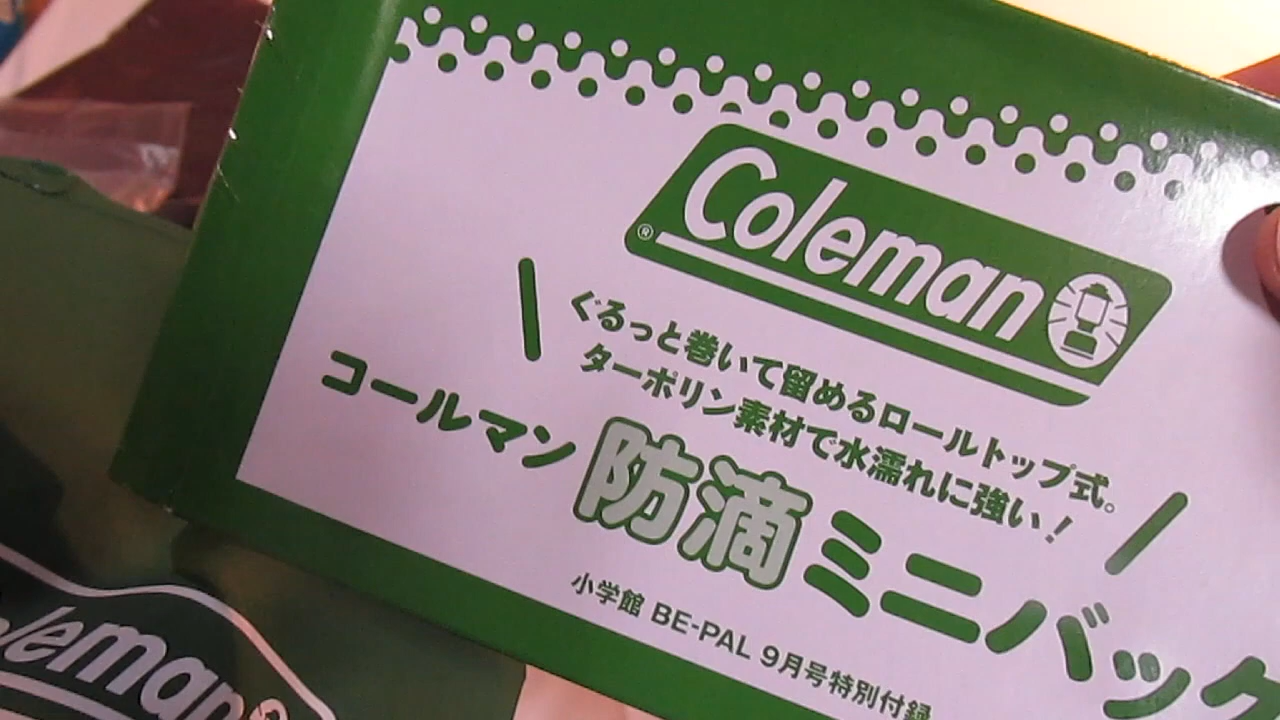 Coleman
®
ぐるっと巻いて留めるロールトップ式。
ターポリン素材で水濡れに強い!
コールマン 防滴 ミニバッグ
小学館 BE-PAL 9月号特別付録
Coleman